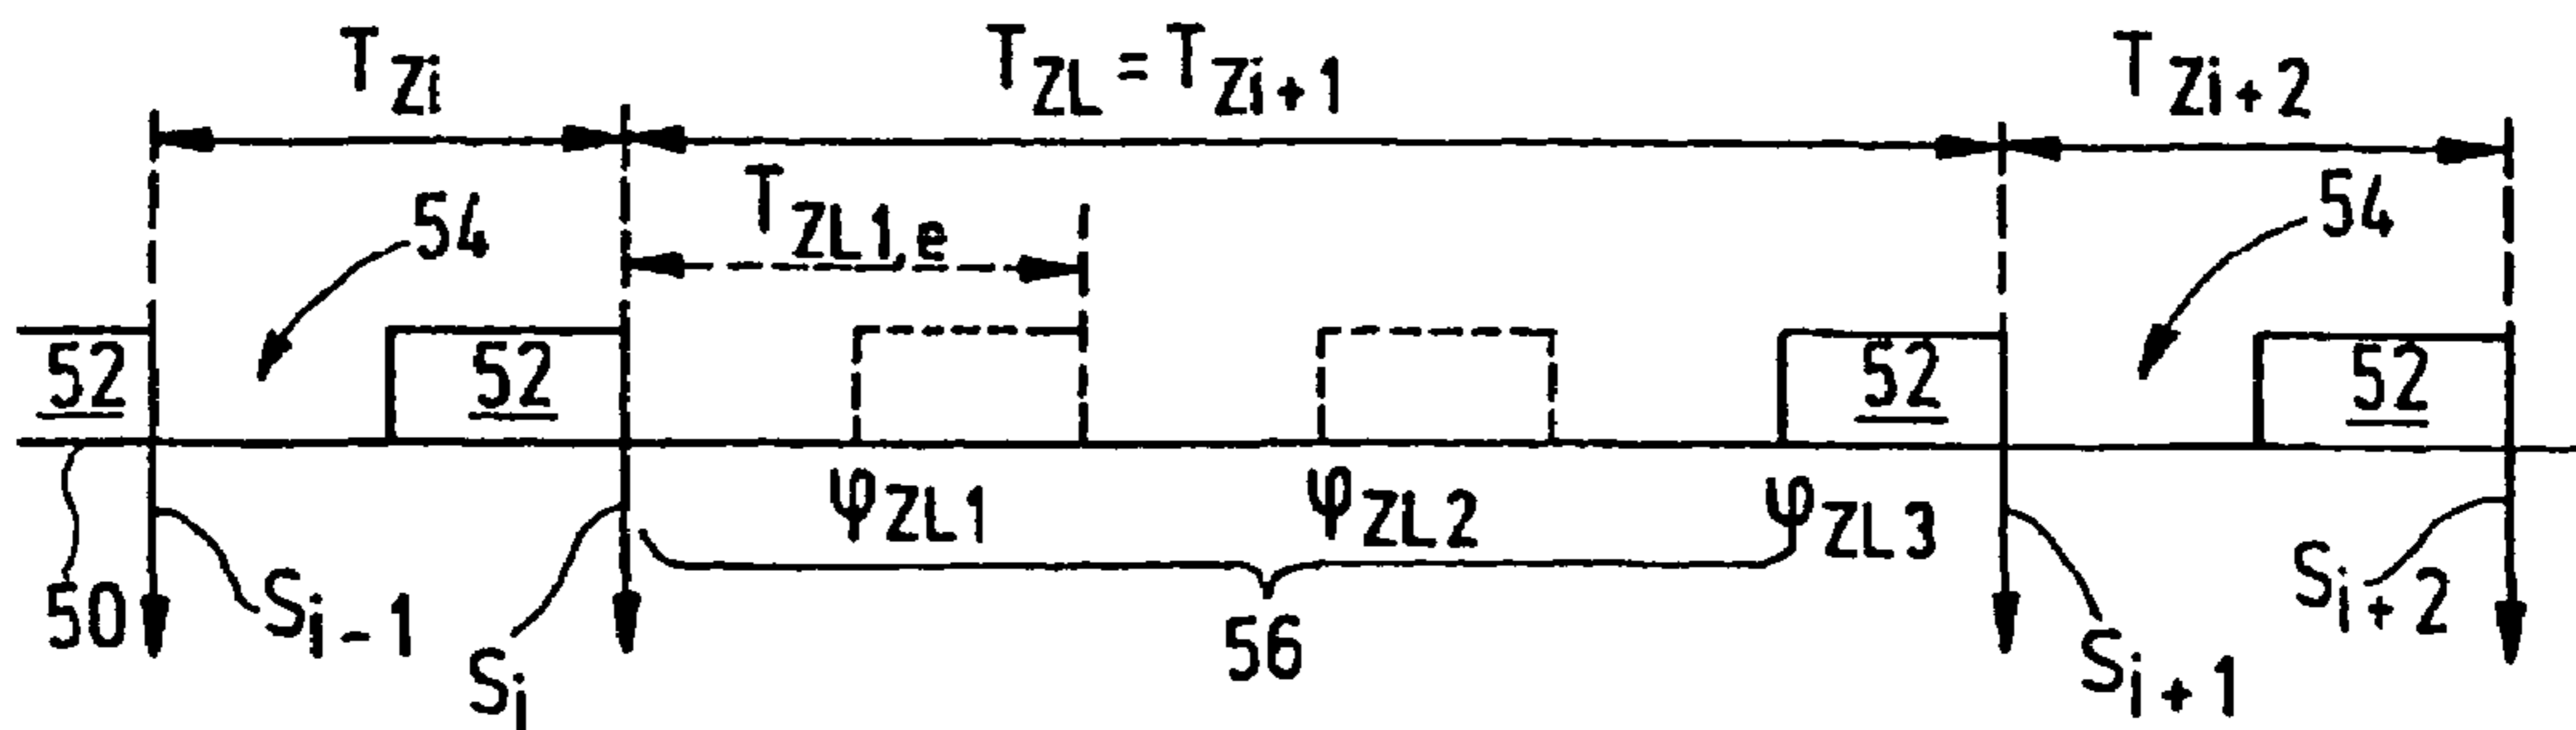 T_Zi
T_ZL = T_Zi+1
T_Zi+2
T_ZL1,e
54
54
52
52
52
52
φ_ZL1
φ_ZL2
φ_ZL3
50
S_i-1
S_i
56
S_i+1
S_i+2